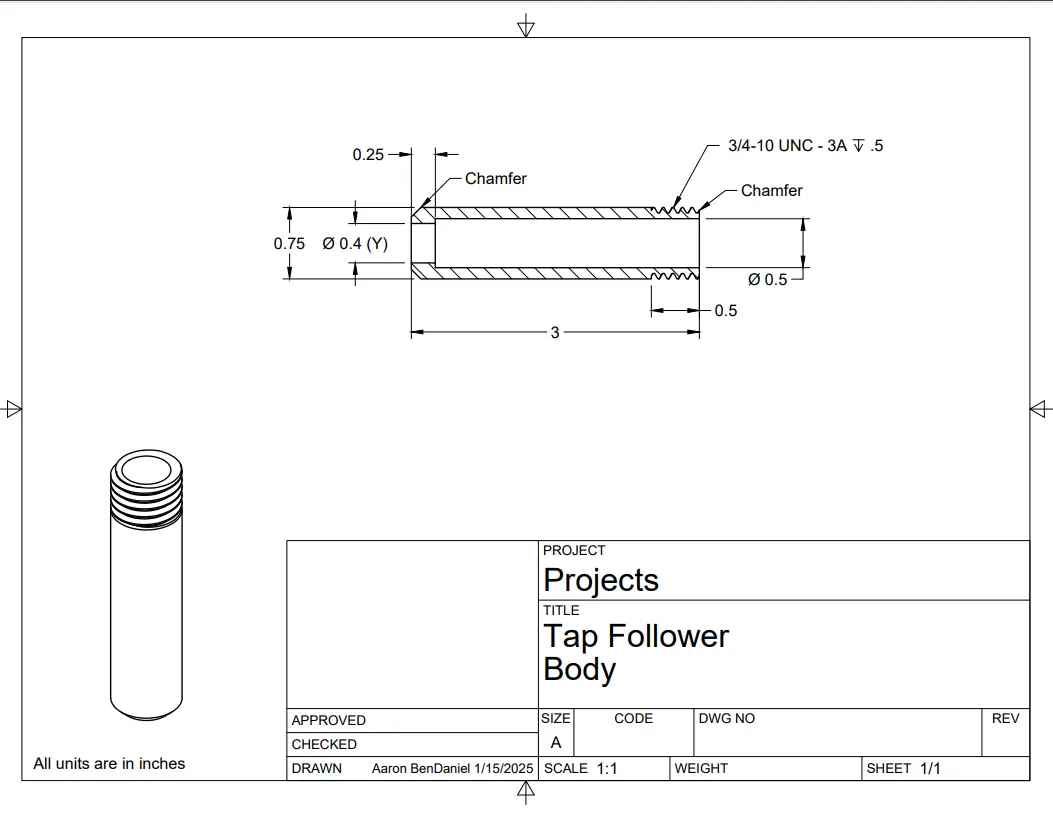 3/4-10 UNC - 3A ↧ .5
0.25
Chamfer
Chamfer
0.75
Ø 0.4 (Y)
Ø 0.5
0.5
3
All units are in inches
PROJECT
Projects
TITLE
Tap Follower
Body
APPROVED
CHECKED
DRAWN Aaron BenDaniel 1/15/2025
SIZE
A
CODE
DWG NO
REV
SCALE 1:1
WEIGHT
SHEET 1/1